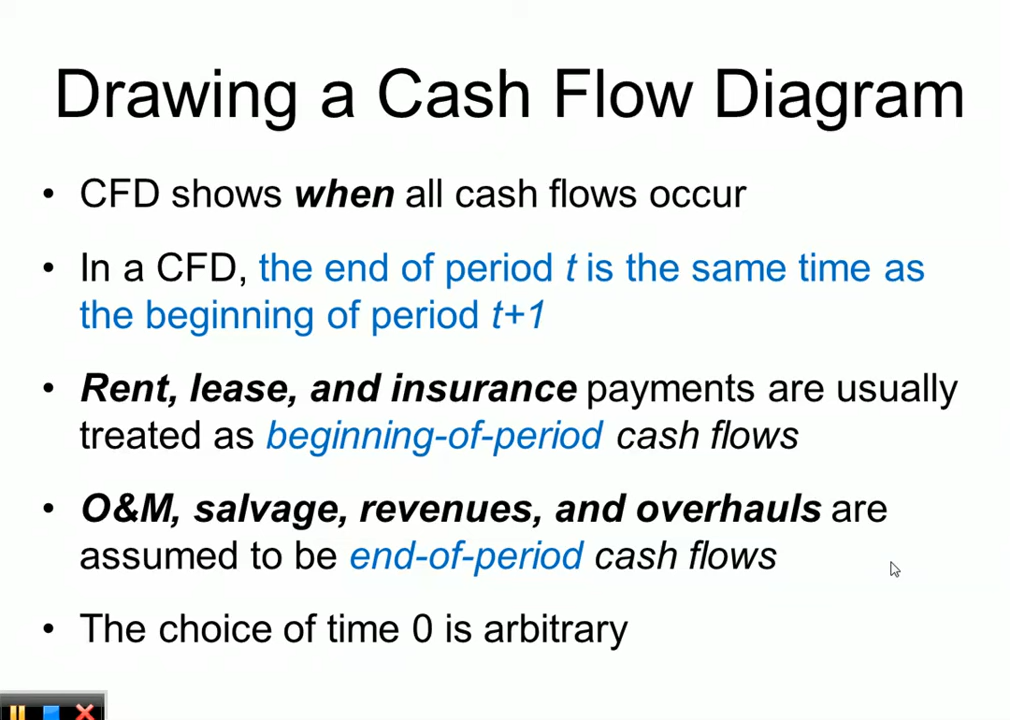 Drawing a Cash Flow Diagram
• CFD shows when all cash flows occur
• In a CFD, the end of period t is the same time as
the beginning of period t+1
• Rent, lease, and insurance payments are usually
treated as beginning-of-period cash flows
• O&M, salvage, revenues, and overhauls are
assumed to be end-of-period cash flows
• The choice of time 0 is arbitrary